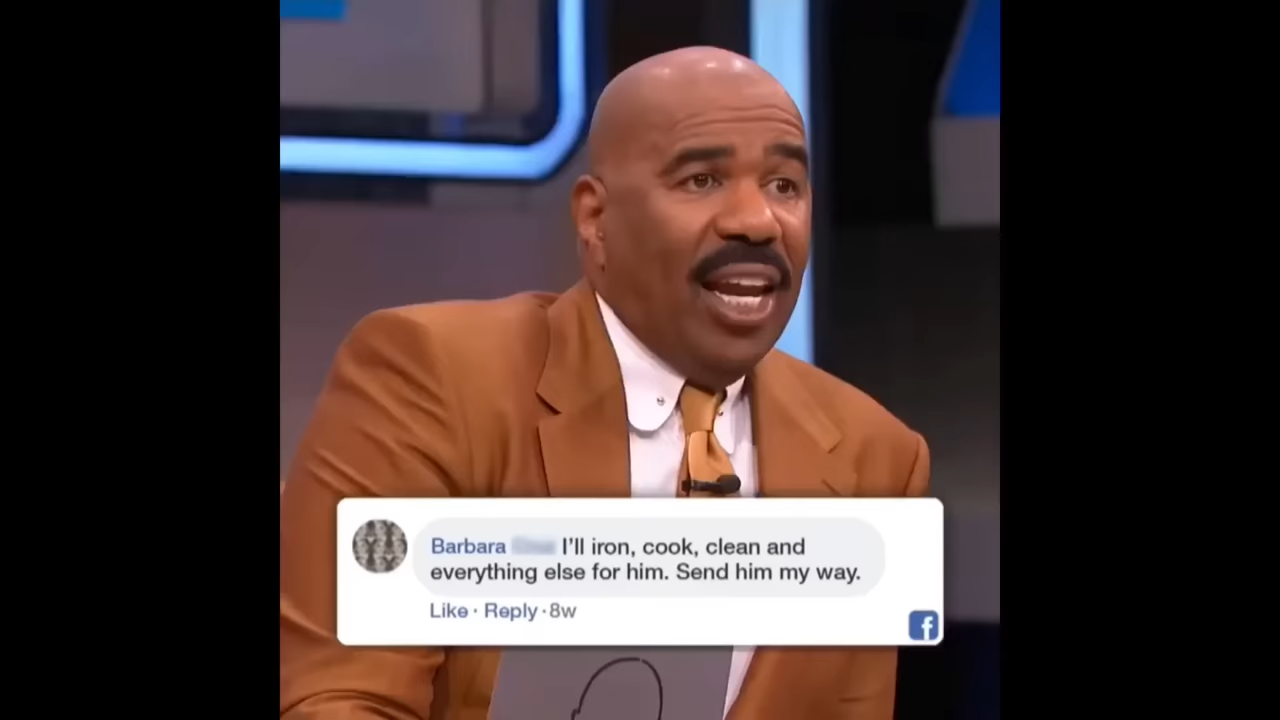 Barbara I'll iron, cook, clean and
everything else for him. Send him my way.
Like · Reply · 8w
f